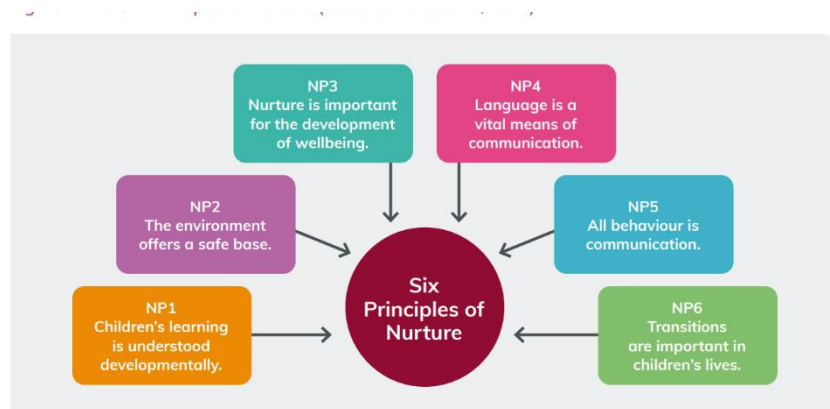 NP3
Nurture is important
for the development
of wellbeing.
NP4
Language is a
vital means of
communication.
NP2
The environment
offers a safe base.
NP5
All behaviour is
communication.
NP1
Children's learning
is understood
developmentally.
Six
Principles of
Nurture
NP6
Transitions
are important in
children's lives.